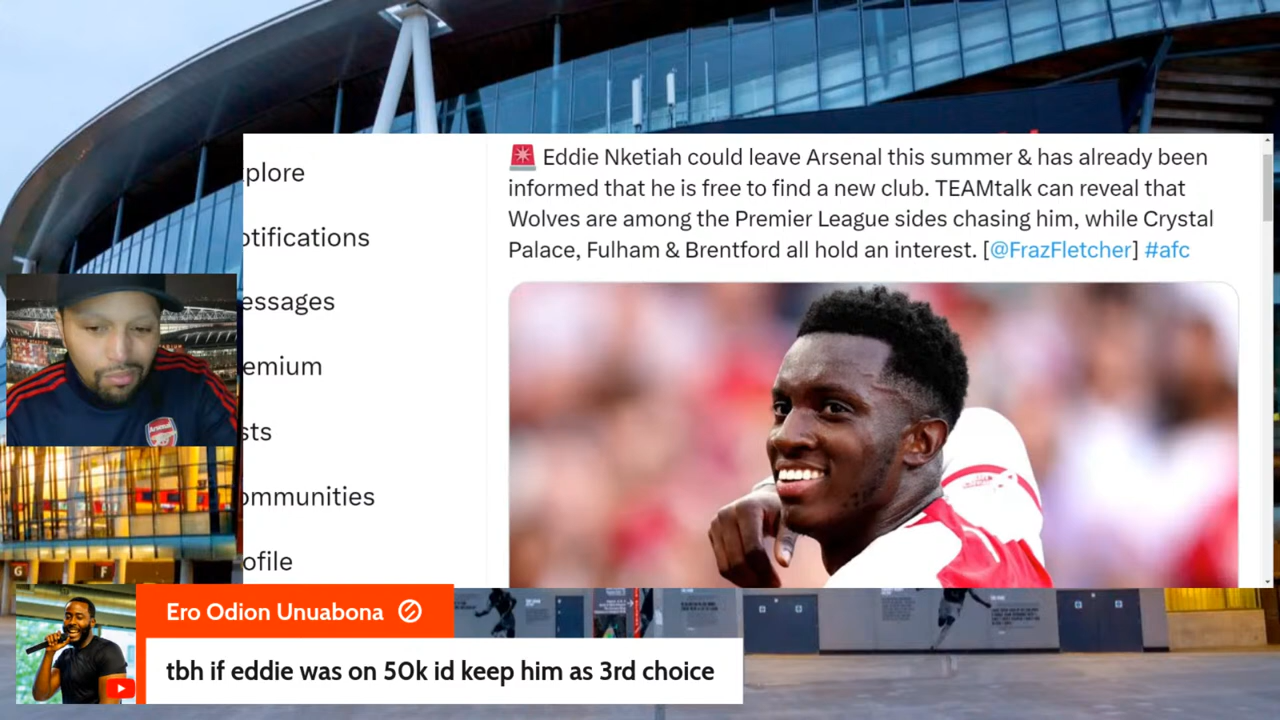 🚨 Eddie Nketiah could leave Arsenal this summer & has already been
informed that he is free to find a new club. TEAMtalk can reveal that
Wolves are among the Premier League sides chasing him, while Crystal
Palace, Fulham & Brentford all hold an interest. [@FrazFletcher] #afc
plore
otifications
essages
emium
sts
ommunities
ofile
Arsenal
G F
Ero Odion Unuabona
tbh if eddie was on 50k id keep him as 3rd choice